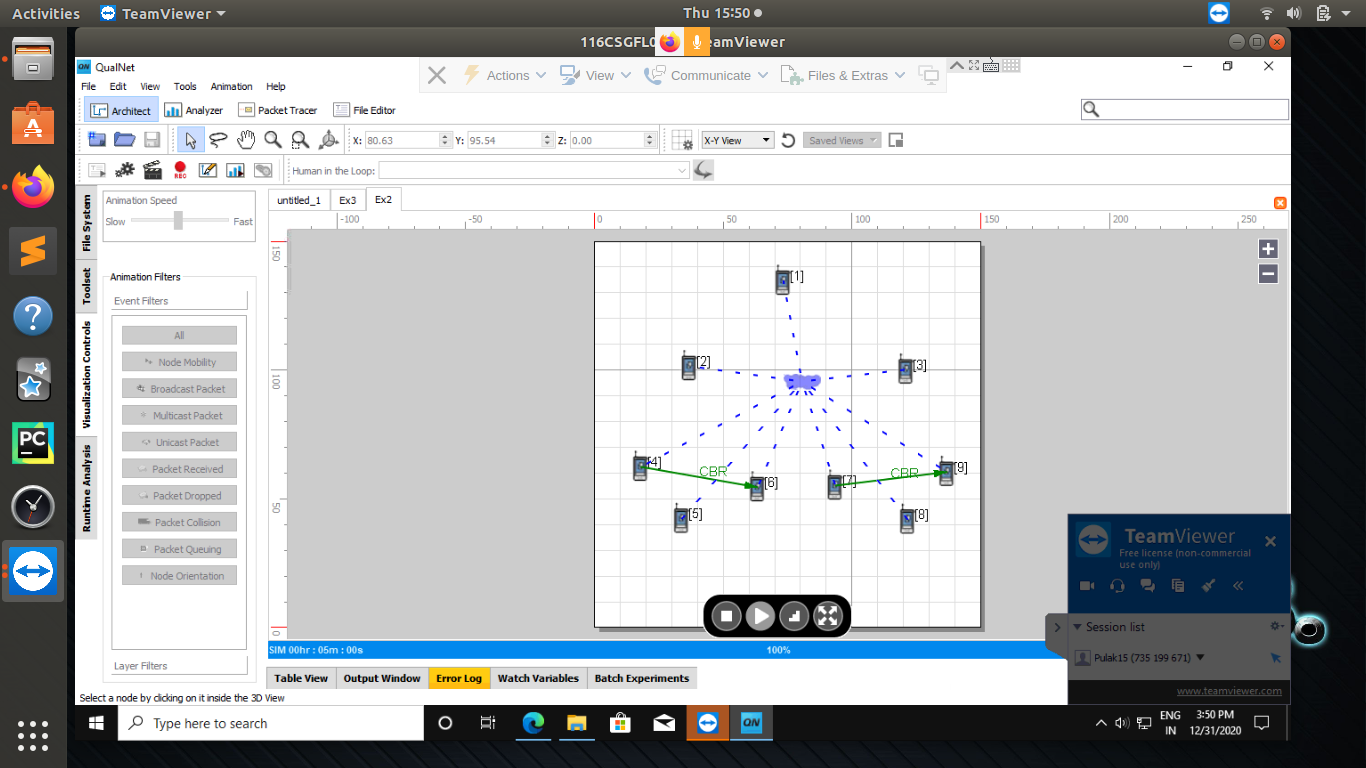 Activities TeamViewer Thu 15:50
116CSGFL0 TeamViewer
QN QualNet
Actions View Communicate Files & Extras
File Edit View Tools Animation Help
Architect Analyzer Packet Tracer File Editor
X: 80.63 Y: 95.54 Z: 0.00 X-Y View Saved Views
REC Human in the Loop:
File System
Toolset
Visualization Controls
Runtime Analysis
Animation Speed
Slow Fast
Animation Filters
Event Filters
All
Node Mobility
Broadcast Packet
Multicast Packet
Unicast Packet
Packet Received
Packet Dropped
Packet Collision
Packet Queuing
Node Orientation
Layer Filters
untitled_1 Ex3 Ex2
-100 -50 0 50 100 150 200 250
150
100
50
0
[1]
[2] [3]
[4] CBR [6] [7] CBR [9]
[5] [8]
SIM 00hr : 05m : 00s 100%
Table View Output Window Error Log Watch Variables Batch Experiments
Select a node by clicking on it inside the 3D View
TeamViewer
Free license (non-commercial
use only)
Session list
Pulak15 (735 199 671)
www.teamviewer.com
Type here to search
QN
ENG
IN
3:50 PM
12/31/2020
PC